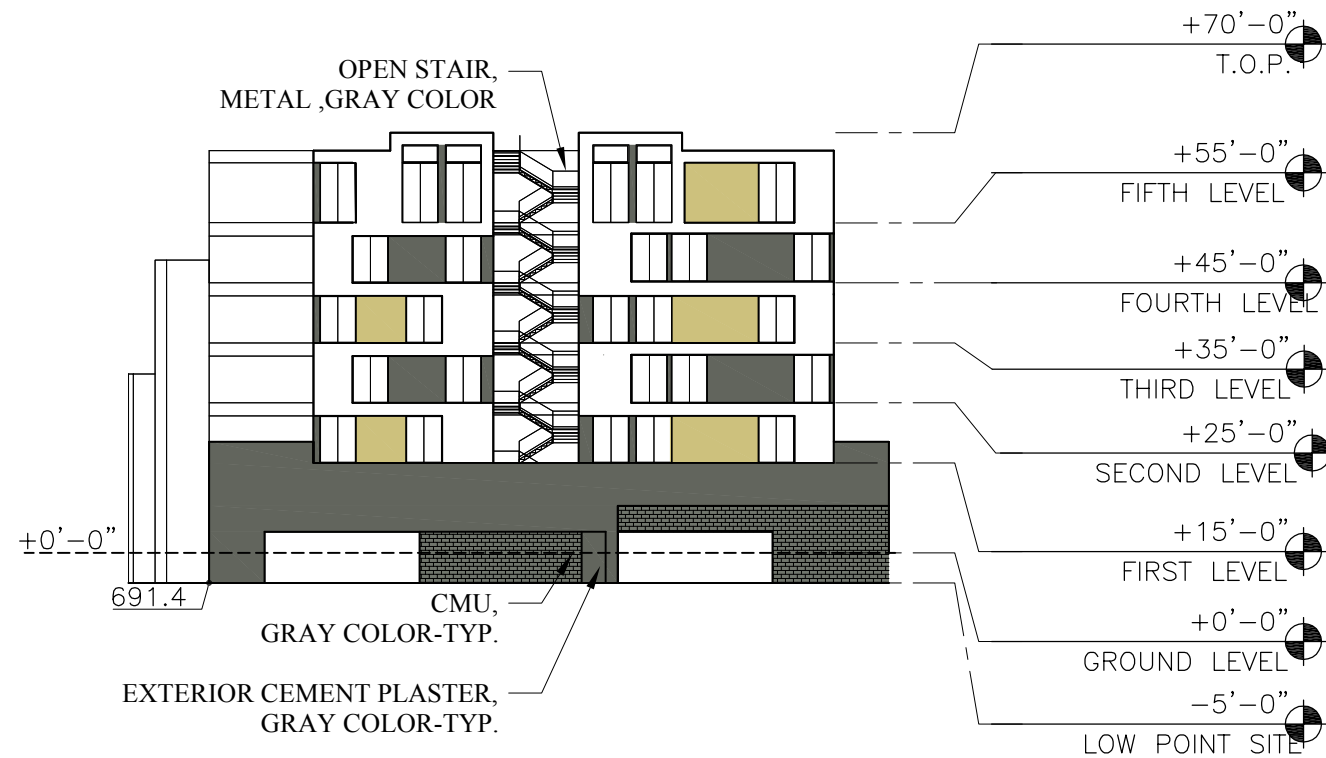 +70'-0"
T.O.P.
OPEN STAIR,
METAL ,GRAY COLOR
+55'-0"
FIFTH LEVEL
+45'-0"
FOURTH LEVEL
+35'-0"
THIRD LEVEL
+25'-0"
SECOND LEVEL
+0'-0"
+15'-0"
FIRST LEVEL
691.4
CMU,
GRAY COLOR-TYP.
+0'-0"
GROUND LEVEL
EXTERIOR CEMENT PLASTER,
GRAY COLOR-TYP.
-5'-0"
LOW POINT SITE